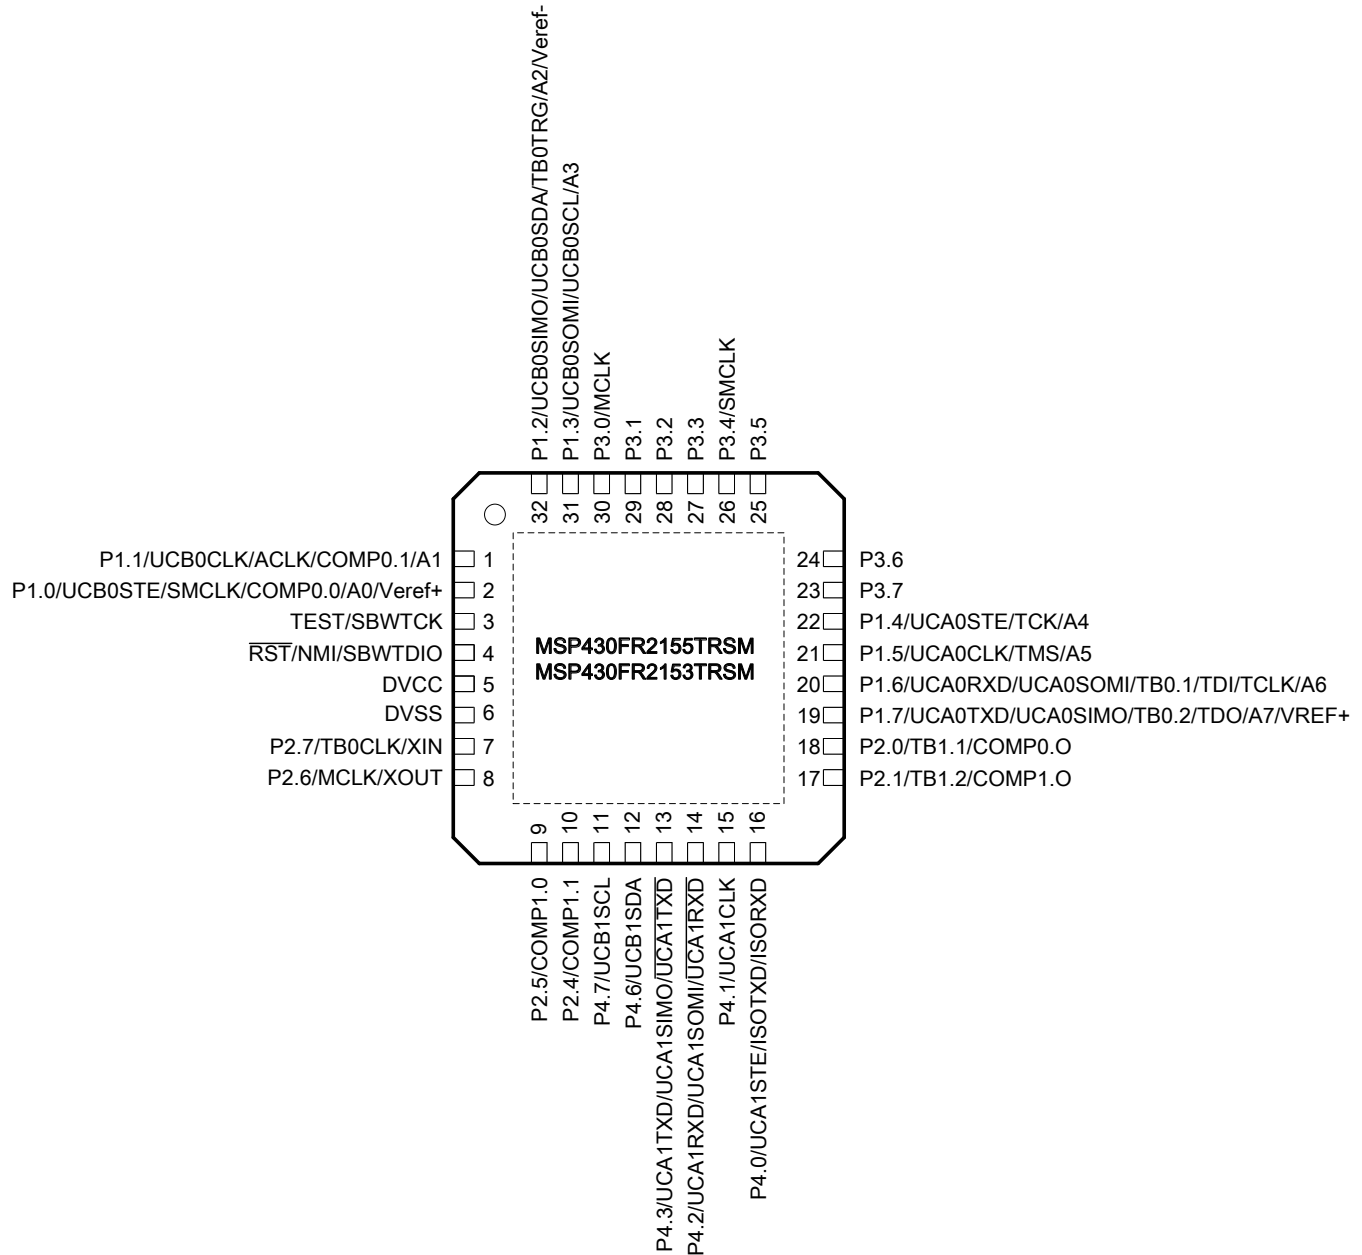 P1.2/UCB0SIMO/UCB0SDA/TB0TRG/A2/Veref-
P1.3/UCB0SOMI/UCB0SCL/A3
P3.0/MCLK
P3.1
P3.2
P3.3
P3.4/SMCLK
P3.5
32
31
30
29
28
27
26
25
P1.1/UCB0CLK/ACLK/COMP0.1/A1 1
P1.0/UCB0STE/SMCLK/COMP0.0/A0/Veref+ 2
TEST/SBWTCK 3
RST/NMI/SBWTDIO 4
DVCC 5
DVSS 6
P2.7/TB0CLK/XIN 7
P2.6/MCLK/XOUT 8
MSP430FR2155TRSM
MSP430FR2153TRSM
24 P3.6
23 P3.7
22 P1.4/UCA0STE/TCK/A4
21 P1.5/UCA0CLK/TMS/A5
20 P1.6/UCA0RXD/UCA0SOMI/TB0.1/TDI/TCLK/A6
19 P1.7/UCA0TXD/UCA0SIMO/TB0.2/TDO/A7/VREF+
18 P2.0/TB1.1/COMP0.O
17 P2.1/TB1.2/COMP1.O
9
10
11
12
13
14
15
16
P2.5/COMP1.0
P2.4/COMP1.1
P4.7/UCB1SCL
P4.6/UCB1SDA
P4.3/UCA1TXD/UCA1SIMO/UCA1TXD
P4.2/UCA1RXD/UCA1SOMI/UCA1RXD
P4.1/UCA1CLK
P4.0/UCA1STE/ISOTXD/ISORXD